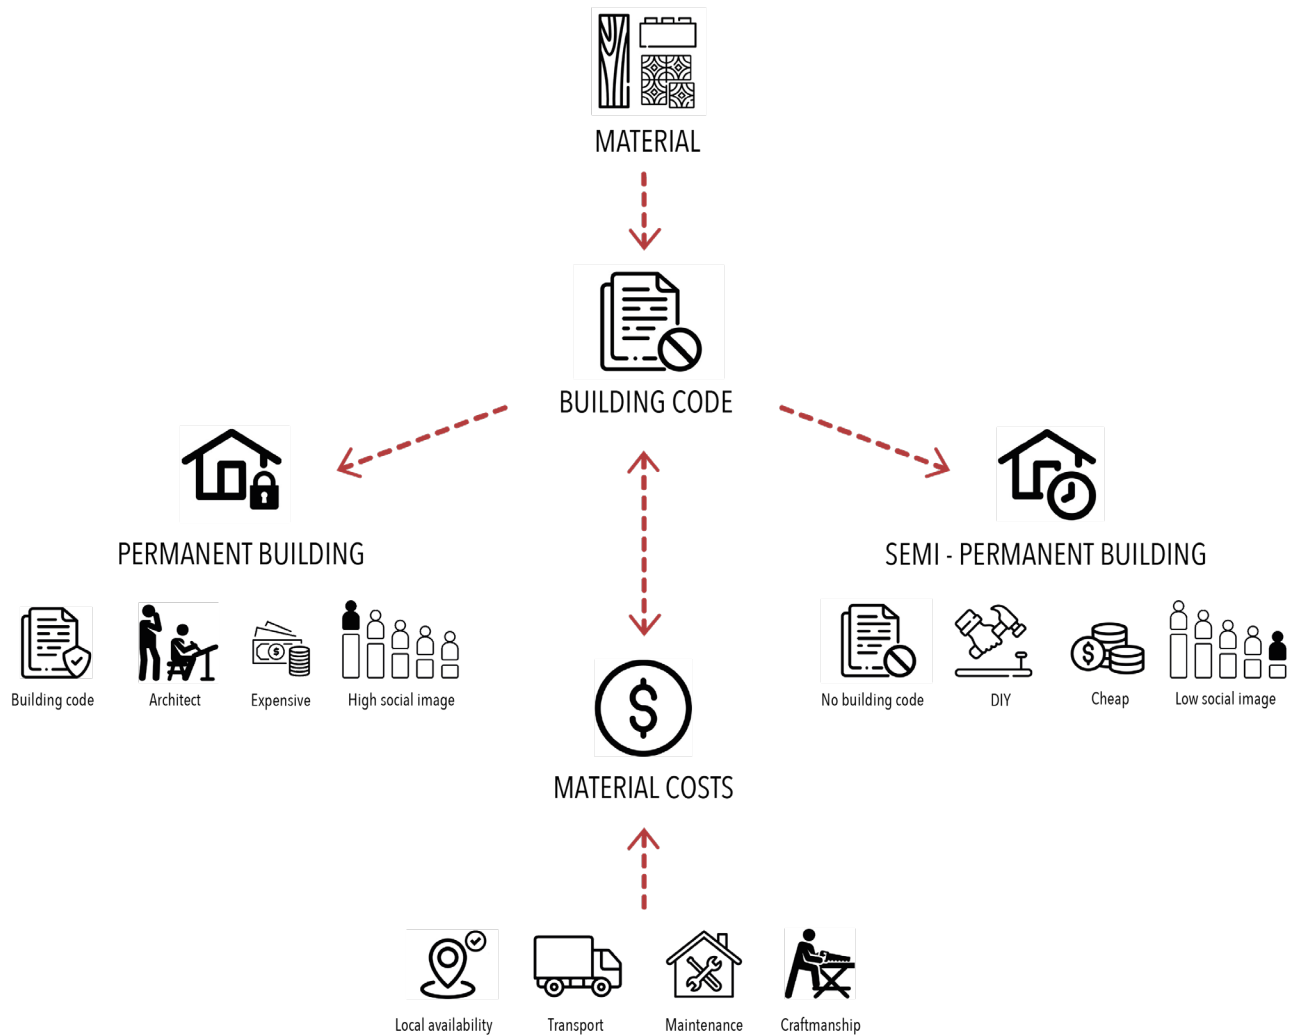 MATERIAL
BUILDING CODE
PERMANENT BUILDING
SEMI - PERMANENT BUILDING
Building code
Architect
Expensive
High social image
No building code
DIY
Cheap
Low social image
MATERIAL COSTS
Local availability
Transport
Maintenance
Craftmanship